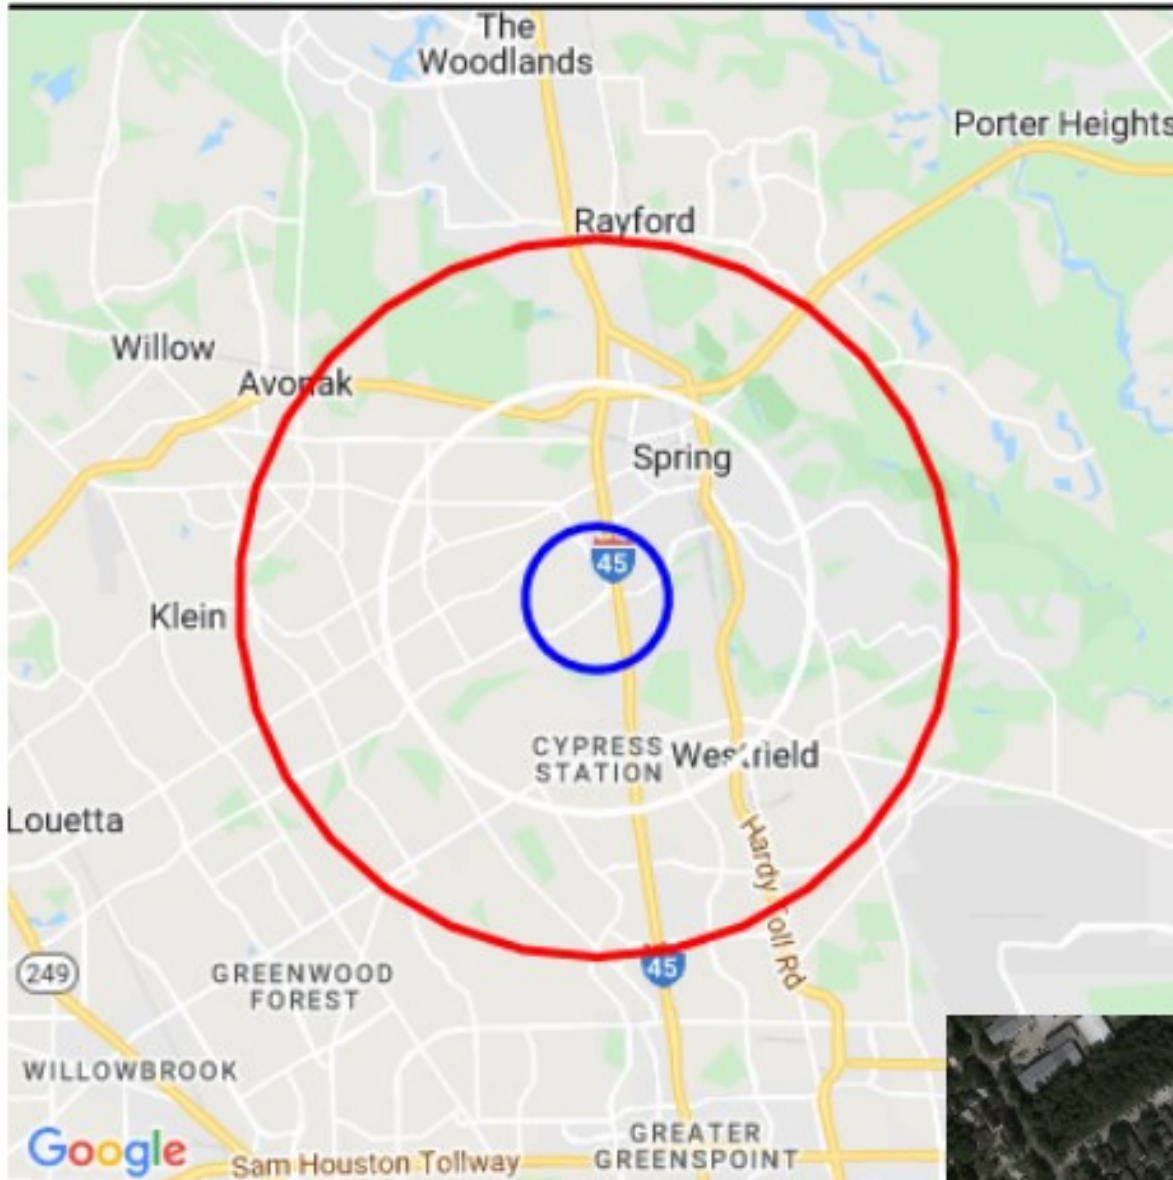 The
Woodlands
Porter Heights
Rayford
Willow
Avonak
Spring
45
Klein
CYPRESS
STATION
Westfield
Louetta
Hardy Toll Rd
45
249
GREENWOOD
FOREST
WILLOWBROOK
Google
Sam Houston Tollway
GREATER
GREENSPOINT